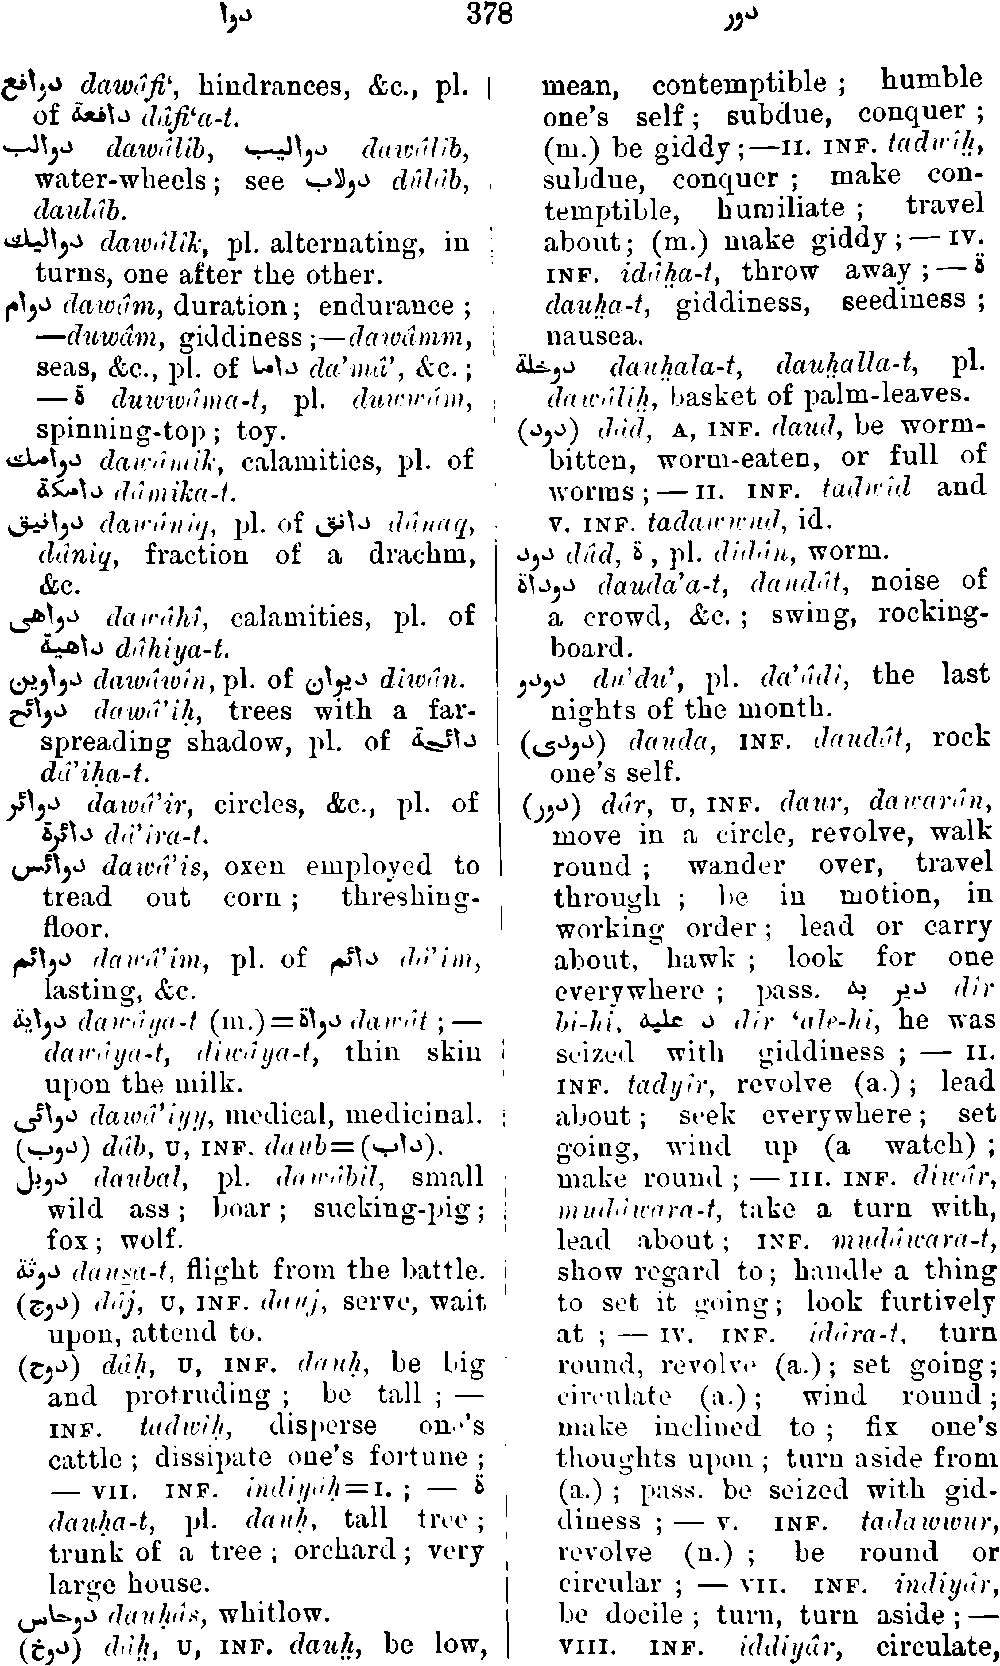 دوا 378 دور
دوافع dawâfi‘, hindrances, &c., pl.
of دافعة dâfi‘a-t.
دوالب dawâlib, دواليب dawâlîb,
water-wheels; see دولاب dûlâb,
daulâb.
دواليك dawâlîk, pl. alternating, in
turns, one after the other.
دوام dawâm, duration; endurance;
—duwâm, giddiness;—dawâmm,
seas, &c., pl. of داما da’mâ’, &c.;
— ة duwwâma-t, pl. duwwâm,
spinning-top; toy.
دوامك dawâmik, calamities, pl. of
دامكة dâmika-t.
دوانيق dawânîq, pl. of دانق dânaq,
dâniq, fraction of a drachm,
&c.
دواهى dawâhî, calamities, pl. of
داهية dâhiya-t.
دواوين dawâwîn, pl. of ديوان diwân.
دوائح dawâ’iḥ, trees with a far-
spreading shadow, pl. of دائحة
dâ’iḥa-t.
دوائر dawâ’ir, circles, &c., pl. of
دائرة dâ’ira-t.
دوائس dawâ’is, oxen employed to
tread out corn; threshing-
floor.
دوائم dawâ’im, pl. of دائم dâ’im,
lasting, &c.
دواية dawâya-t (m.)=دواة dawât;—
dawâya-t, diwâya-t, thin skin
upon the milk.
دوائى dawâ’iyy, medical, medicinal.
(دوب) dâb, U, INF. daub=(داب).
دوبل daubal, pl. dawâbil, small
wild ass; boar; sucking-pig;
fox; wolf.
دوثة daus̱a-t, flight from the battle.
(دوج) dâj, U, INF. dauj, serve, wait
upon, attend to.
(دوح) dâḥ, U, INF. dauḥ, be big
and protruding; be tall; —
INF. tadwîḥ, disperse one's
cattle; dissipate one's fortune;
— VII. INF. indiyâḥ=I.; — ة
dauḥa-t, pl. dauḥ, tall tree;
trunk of a tree; orchard; very
large house.
دوحاس dauḥâs, whitlow.
(دوخ) dâḫ, U, INF. dauḫ, be low,
mean, contemptible; humble
one's self; subdue, conquer;
(m.) be giddy;—II. INF. tadwîḫ,
subdue, conquer; make con-
temptible, humiliate; travel
about; (m.) make giddy;—IV.
INF. idâḫa-t, throw away;— ة
dauḫa-t, giddiness, seediness;
nausea.
دوخلة dauḫala-t, dauḫalla-t, pl.
dawâliḫ, basket of palm-leaves.
(دود) dâd, A, INF. daud, be worm-
bitten, worm-eaten, or full of
worms;—II. INF. tadwîd and
V. INF. tadawwud, id.
دود dûd, ة, pl. dîdân, worm.
دوداة dauda’a-t, daudât, noise of
a crowd, &c.; swing, rocking-
board.
دودو du’du’, pl. da’âdi, the last
nights of the month.
(دودى) dauda, INF. daudât, rock
one's self.
(دور) dâr, U, INF. daur, dawarân,
move in a circle, revolve, walk
round; wander over, travel
through; be in motion, in
working order; lead or carry
about, hawk; look for one
everywhere; pass. دير به dîr
bi-hi, د عليه dîr ‘ale-hi, he was
seized with giddiness; — II.
INF. tadyîr, revolve (a.); lead
about; seek everywhere; set
going, wind up (a watch);
make round;—III. INF. diwâr,
mudâwara-t, take a turn with,
lead about; INF. mudâwara-t,
show regard to; handle a thing
to set it going; look furtively
at; — IV. INF. idâra-t, turn
round, revolve (a.); set going;
circulate (a.); wind round;
make inclined to; fix one's
thoughts upon; turn aside from
(a.); pass. be seized with gid-
diness; — V. INF. tadawwur,
revolve (n.); be round or
circular; — VII. INF. indiyâr,
be docile; turn, turn aside;—
VIII. INF. iddiyâr, circulate,